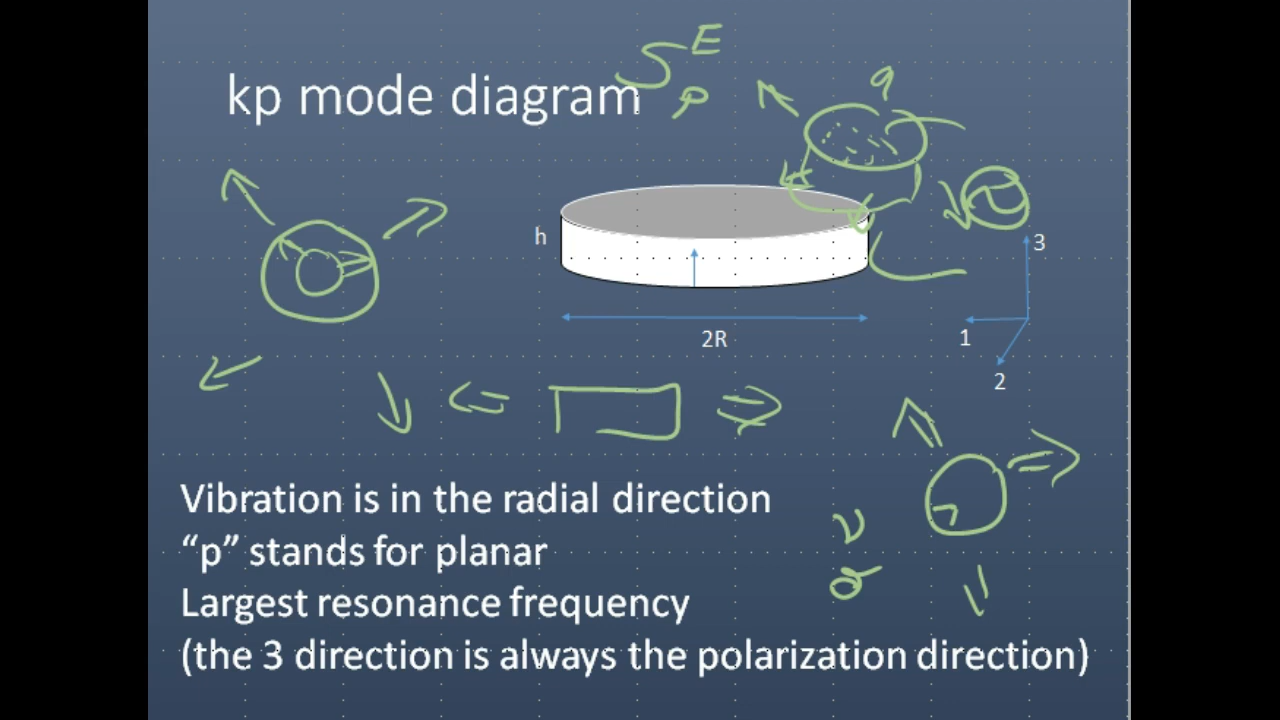 kp mode diagram
S E
p
a
h
3
2R
1
2
Vibration is in the radial direction
“p” stands for planar
Largest resonance frequency
(the 3 direction is always the polarization direction)
ν
σ